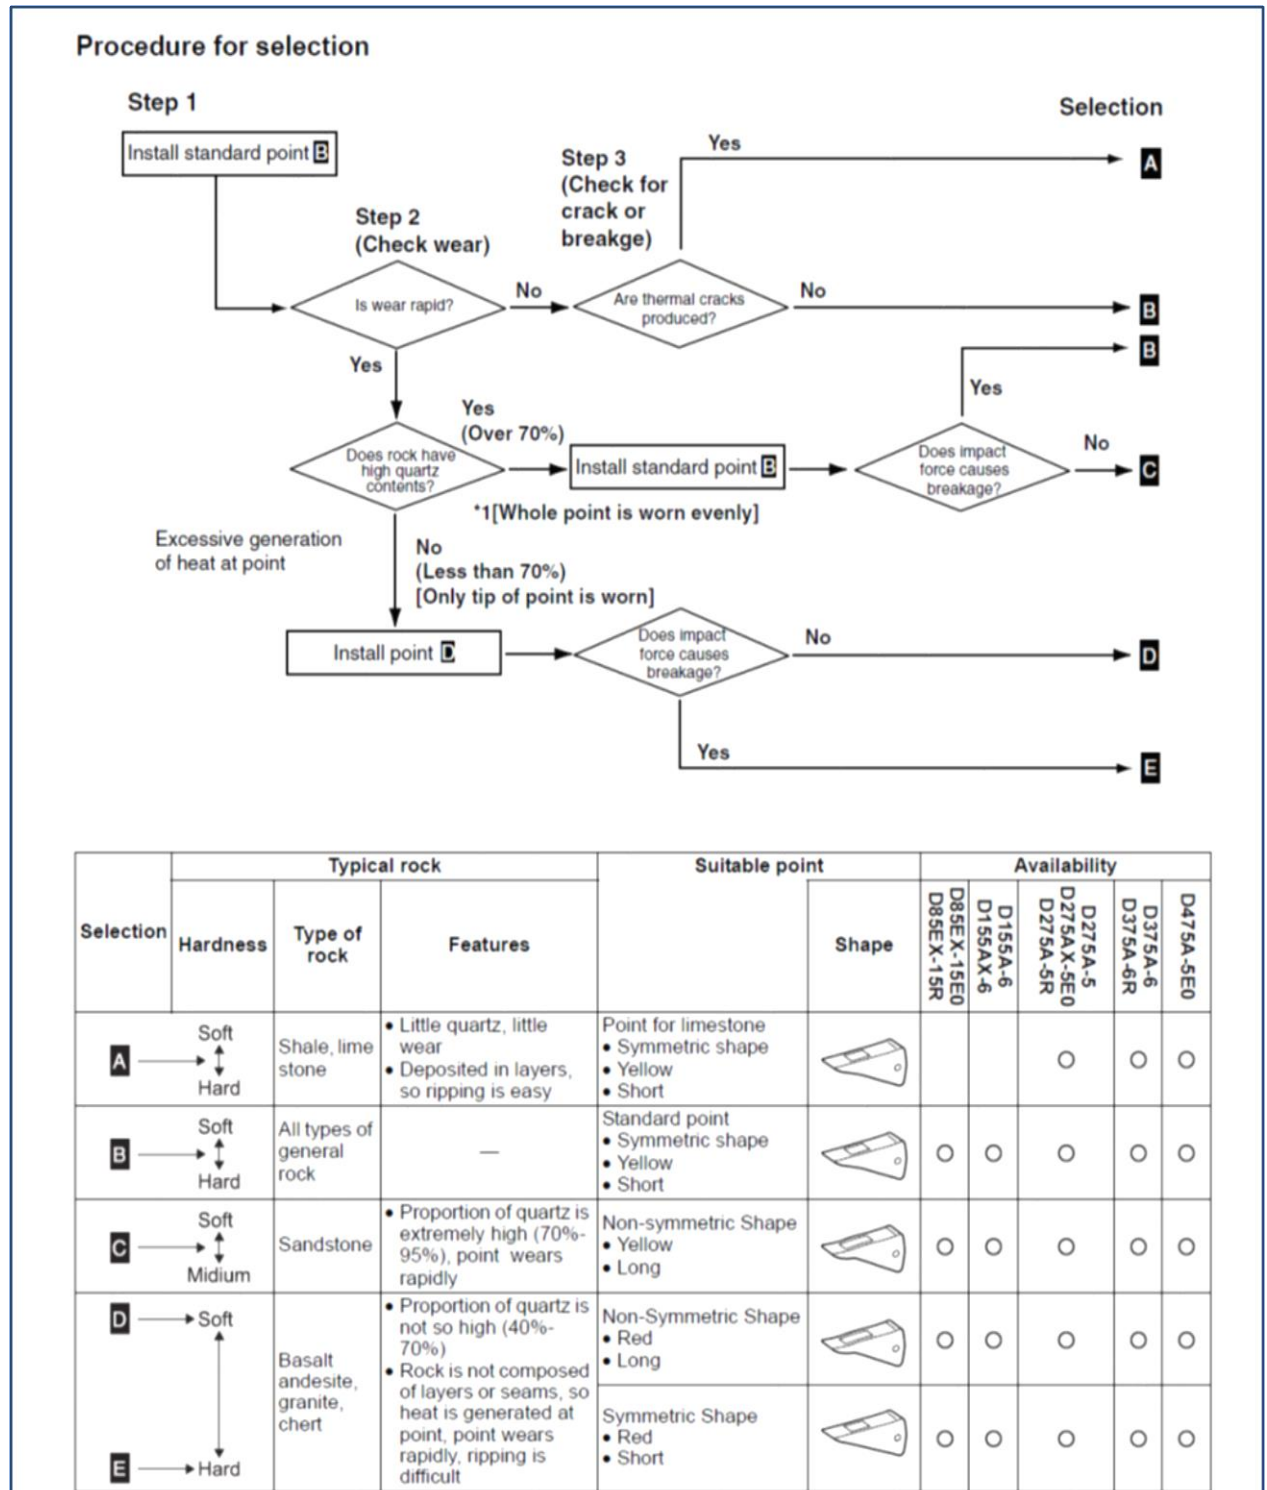 Procedure for selection
Step 1
Selection
Install standard point B
Yes
A
Step 3
(Check for
crack or
breakge)
Step 2
(Check wear)
Is wear rapid?
No
Are thermal cracks
produced?
No
B
B
Yes
Yes
Yes
(Over 70%)
Does rock have
high quartz
contents?
Install standard point B
Does impact
force causes
breakage?
No
C
*1[Whole point is worn evenly]
Excessive generation
of heat at point
No
(Less than 70%)
[Only tip of point is worn]
Install point D
Does impact
force causes
breakage?
No
D
Yes
E
Selection
Typical rock
Suitable point
Availability
Hardness
Type of
rock
Features
Shape
D85EX-15E0
D85EX-15R
D155A-6
D155AX-6
D275A-5
D275AX-5E0
D275A-5R
D375A-6
D375A-6R
D475A-5E0
A
Soft
Hard
Shale, lime
stone
• Little quartz, little
wear
• Deposited in layers,
so ripping is easy
Point for limestone
• Symmetric shape
• Yellow
• Short
B
Soft
Hard
All types of
general
rock
—
Standard point
• Symmetric shape
• Yellow
• Short
C
Soft
Midium
Sandstone
• Proportion of quartz is
extremely high (70%-
95%), point wears
rapidly
Non-symmetric Shape
• Yellow
• Long
D
Soft
E
Hard
Basalt
andesite,
granite,
chert
• Proportion of quartz is
not so high (40%-
70%)
• Rock is not composed
of layers or seams, so
heat is generated at
point, point wears
rapidly, ripping is
difficult
Non-Symmetric Shape
• Red
• Long
Symmetric Shape
• Red
• Short